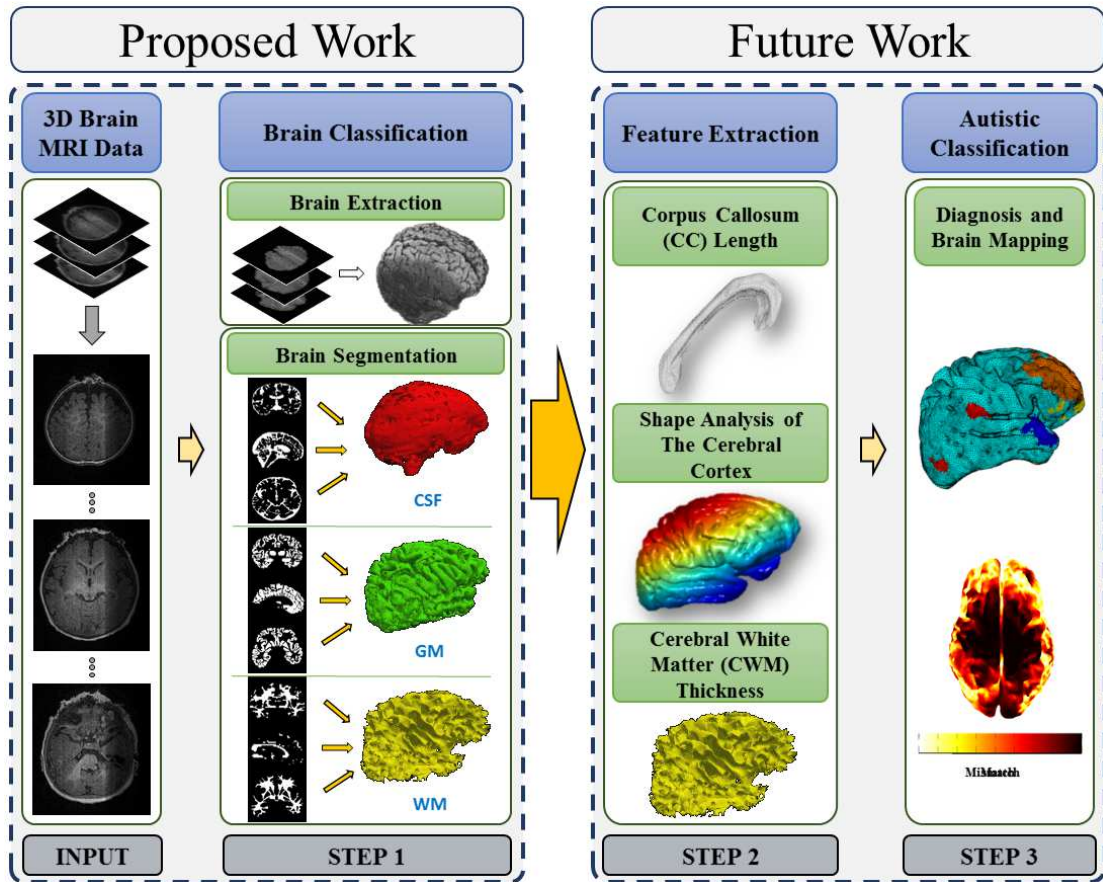 Proposed Work
Future Work
3D Brain
MRI Data
Brain Classification
Brain Extraction
Brain Segmentation
CSF
GM
WM
INPUT
STEP 1
Feature Extraction
Corpus Callosum
(CC) Length
Shape Analysis of
The Cerebral
Cortex
Cerebral White
Matter (CWM)
Thickness
STEP 2
Autistic
Classification
Diagnosis and
Brain Mapping
STEP 3